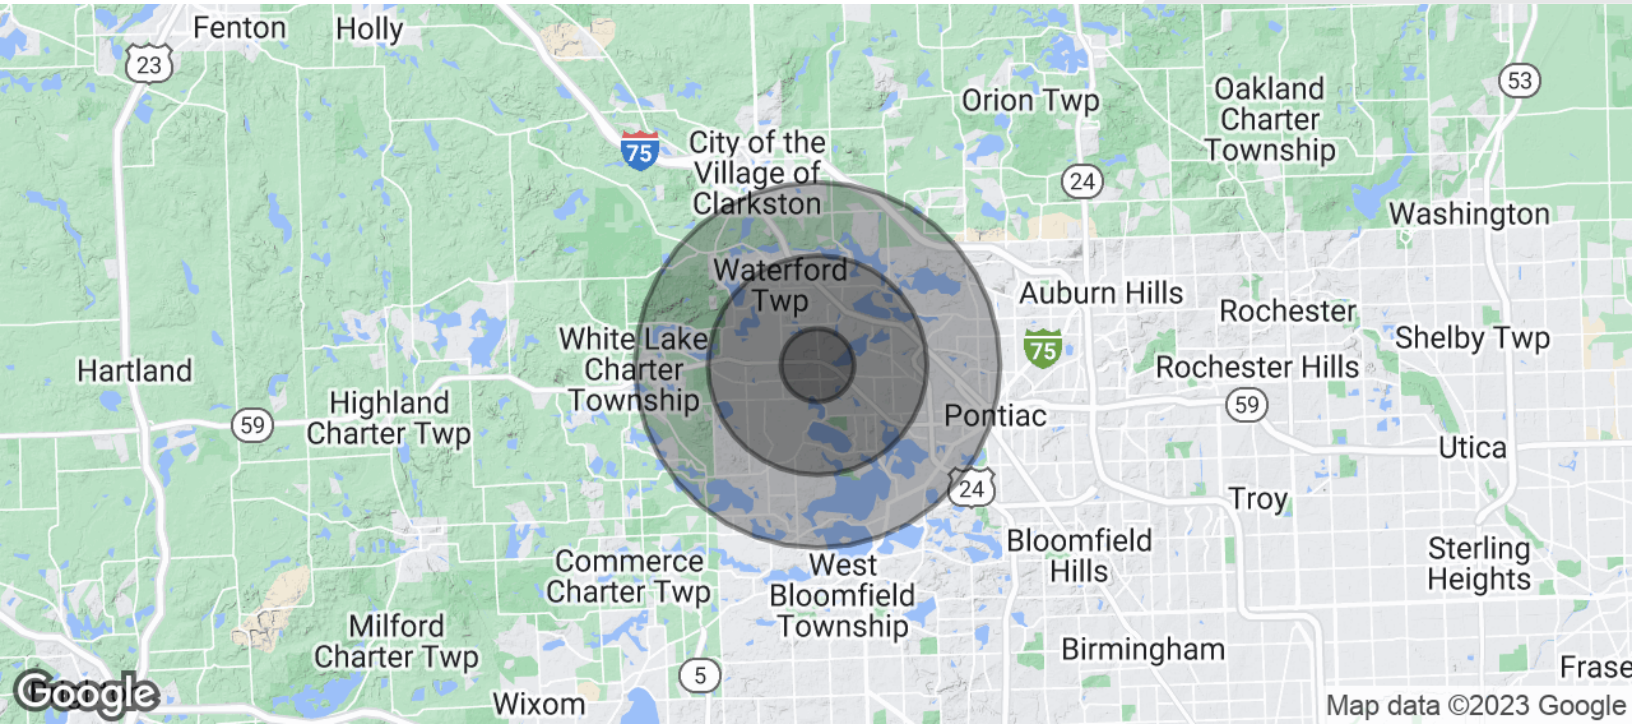 Fenton
Holly
23
53
Orion Twp
Oakland
Charter
Township
City of the
Village of
Clarkston
75
24
Washington
Waterford
Twp
Auburn Hills
Rochester
Shelby Twp
White Lake
Charter
Township
75
Hartland
Rochester Hills
Highland
Charter Twp
59
59
Pontiac
Utica
24
Troy
Commerce
Charter Twp
West
Bloomfield
Township
Bloomfield
Hills
Sterling
Heights
Milford
Charter Twp
Birmingham
5
Frase
Google
Wixom
Map data ©2023 Google